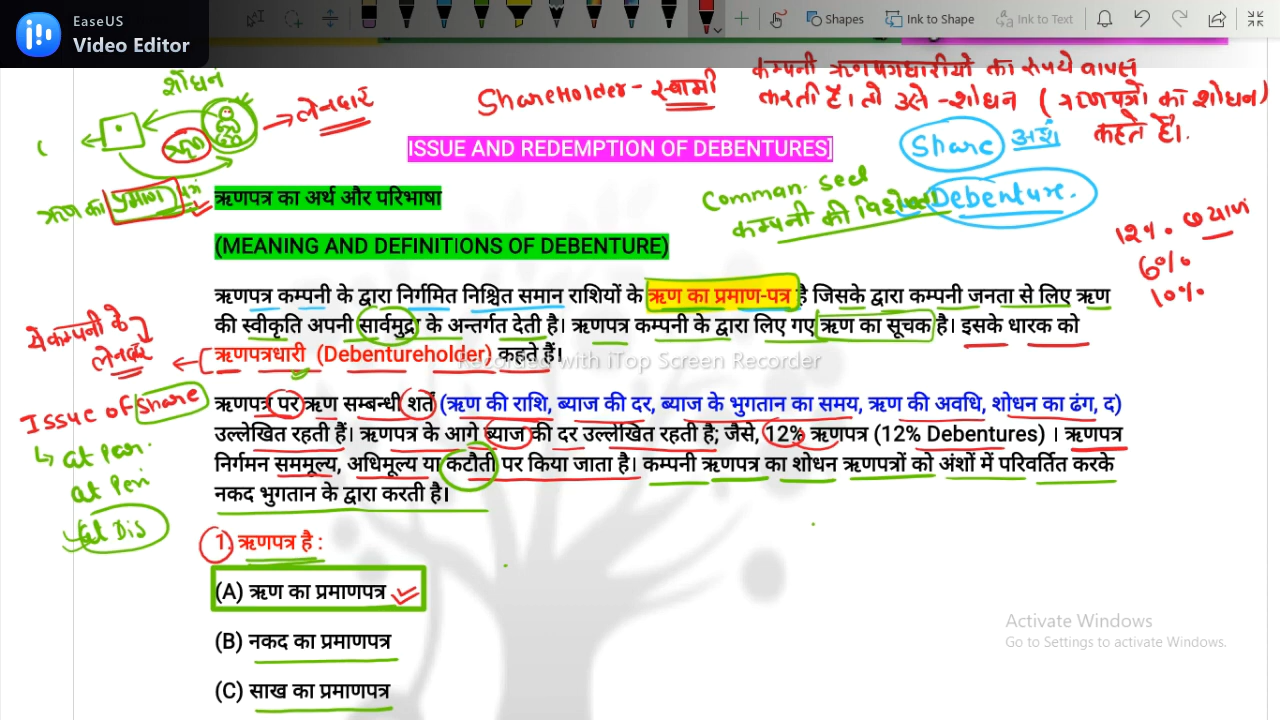 EaseUS
Video Editor
Shapes
Ink to Shape
Ink to Text
शोधन
लेनदार
ऋण
ShareHolder - स्वामी
कम्पनी ऋणपत्रधारीयों का रुपये वापस
करती है। तो उसे - शोधन ( ऋणपत्रों का शोधन)
कहते हैं।
ISSUE AND REDEMPTION OF DEBENTURES]
Share अंश
Debenture.
Comman. Seel
कम्पनी की
ऋण का प्रमाण पत्र
ऋणपत्र का अर्थ और परिभाषा
12%. ब्याज
6%
10%
(MEANING AND DEFINITIONS OF DEBENTURE)
ऋणपत्र कम्पनी के द्वारा निर्गमित निश्चित समान राशियों के ऋण का प्रमाण-पत्र है जिसके द्वारा कम्पनी जनता से लिए ऋण
की स्वीकृति अपनी सार्वमुद्रा के अन्तर्गत देती है। ऋणपत्र कम्पनी के द्वारा लिए गए ऋण का सूचक है। इसके धारक को
ऋणपत्रधारी (Debentureholder) कहते हैं।
Recorded with iTop Screen Recorder
ये कम्पनी के
लेनदार
ऋणपत्र पर ऋण सम्बन्धी शर्तं (ऋण की राशि, ब्याज की दर, ब्याज के भुगतान का समय, ऋण की अवधि, शोधन का ढंग, द)
उल्लेखित रहती हैं। ऋणपत्र के आगे ब्याज की दर उल्लेखित रहती है; जैसे, 12% ऋणपत्र (12% Debentures) । ऋणपत्र
निर्गमन सममूल्य, अधिमूल्य या कटौती पर किया जाता है। कम्पनी ऋणपत्र का शोधन ऋणपत्रों को अंशों में परिवर्तित करके
नकद भुगतान के द्वारा करती है।
Issue of Share
at Par.
at Peri
at Dis
1. ऋणपत्र है :
(A) ऋण का प्रमाणपत्र
(B) नकद का प्रमाणपत्र
(C) साख का प्रमाणपत्र
Activate Windows
Go to Settings to activate Windows.